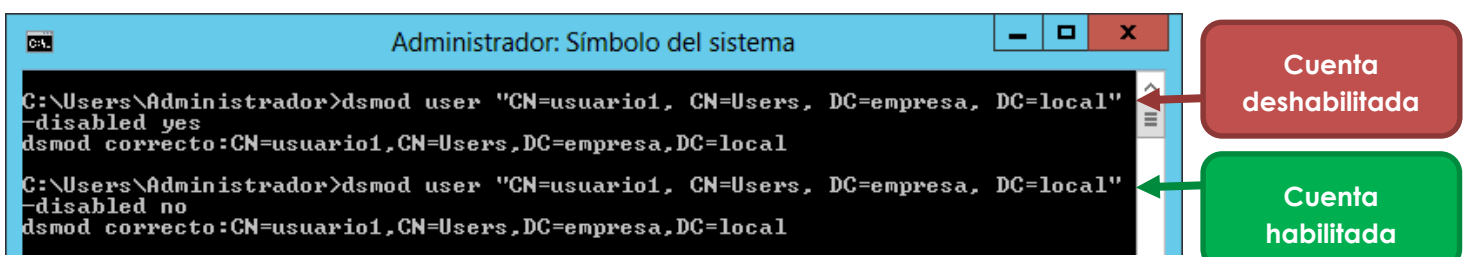 Administrador: Símbolo del sistema
C:\Users\Administrador>dsmod user "CN=usuario1, CN=Users, DC=empresa, DC=local"
-disabled yes
dsmod correcto:CN=usuario1,CN=Users,DC=empresa,DC=local
C:\Users\Administrador>dsmod user "CN=usuario1, CN=Users, DC=empresa, DC=local"
-disabled no
dsmod correcto:CN=usuario1,CN=Users,DC=empresa,DC=local
Cuenta
deshabilitada
Cuenta
habilitada